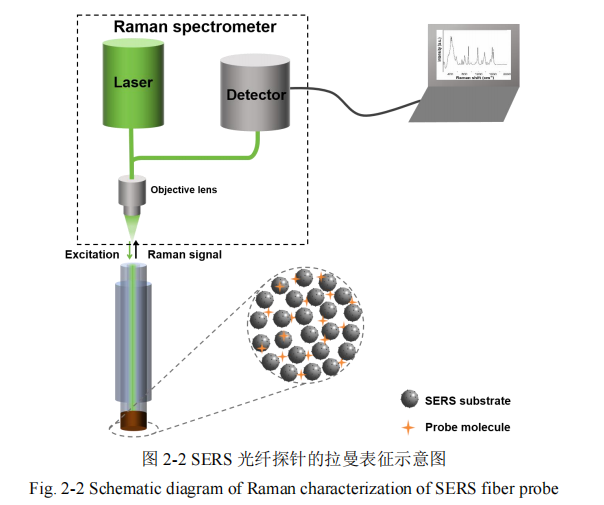 Raman spectrometer
Laser
Detector
Objective lens
Excitation
Raman signal
Raman shift (cm⁻¹)
SERS substrate
Probe molecule
图 2-2 SERS 光纤探针的拉曼表征示意图
Fig. 2-2 Schematic diagram of Raman characterization of SERS fiber probe